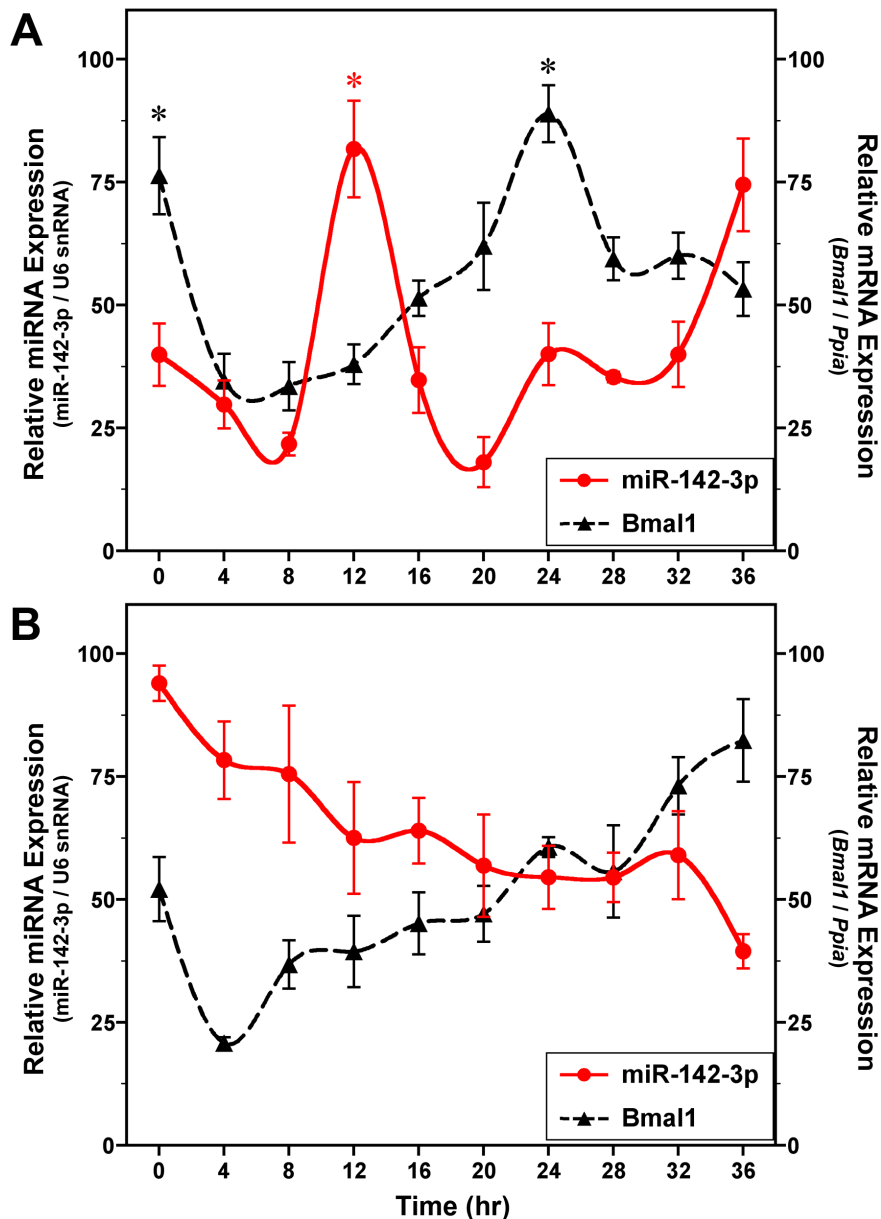 A
Relative miRNA Expression
(miR-142-3p / U6 snRNA)
100
75
50
25
0
*
*
*
100
75
50
25
0
Relative mRNA Expression
(Bmal1 / Ppia)
miR-142-3p
Bmal1
0 4 8 12 16 20 24 28 32 36
B
Relative miRNA Expression
(miR-142-3p / U6 snRNA)
100
75
50
25
0
100
75
50
25
0
Relative mRNA Expression
(Bmal1 / Ppia)
miR-142-3p
Bmal1
0 4 8 12 16 20 24 28 32 36
Time (hr)